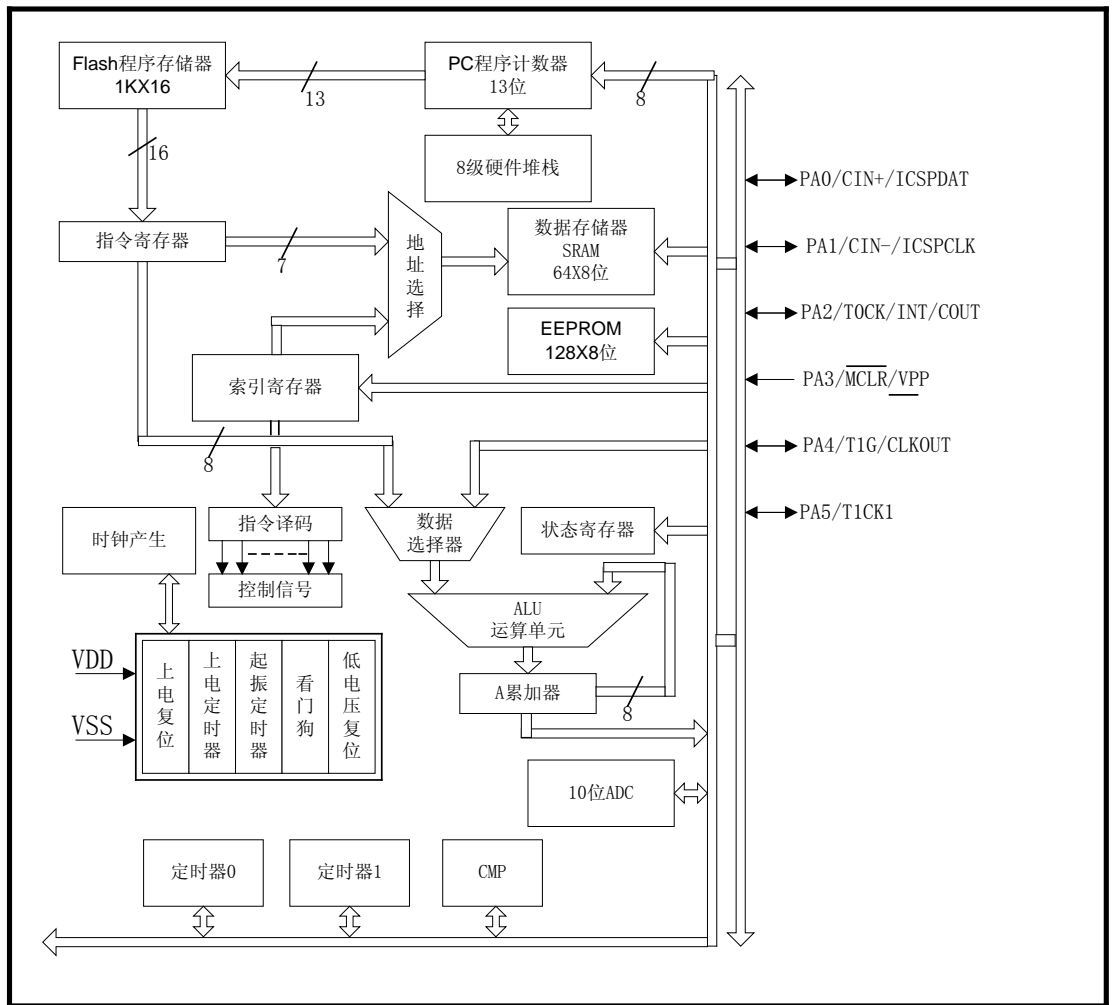 Flash程序存储器
1KX16
PC程序计数器
13位
13
8
16
8级硬件堆栈
PA0/CIN+/ICSPDAT
指令寄存器
7
地址选择
数据存储器
SRAM
64X8位
PA1/CIN-/ICSPCLK
EEPROM
128X8位
PA2/T0CK/INT/COUT
索引寄存器
PA3/MCLR/VPP
8
PA4/T1G/CLKOUT
时钟产生
指令译码
数据
选择器
状态寄存器
PA5/T1CK1
控制信号
ALU
运算单元
VDD
VSS
上电复位
上电定时器
起振定时器
看门狗
低电压复位
A累加器
8
10位ADC
定时器0
定时器1
CMP